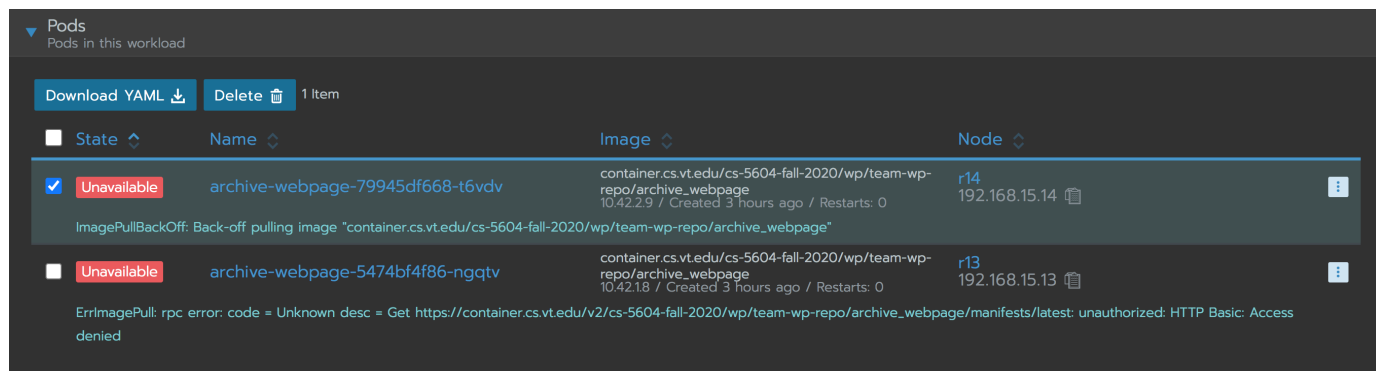 Pods
Pods in this workload
Download YAML Delete 1 Item
State Name Image Node
Unavailable archive-webpage-79945df668-t6vdv container.cs.vt.edu/cs-5604-fall-2020/wp/team-wp- r14
repo/archive_webpage 192.168.15.14
10.42.2.9 / Created 3 hours ago / Restarts: 0
ImagePullBackOff: Back-off pulling image "container.cs.vt.edu/cs-5604-fall-2020/wp/team-wp-repo/archive_webpage"
Unavailable archive-webpage-5474bf4f86-ngqtv container.cs.vt.edu/cs-5604-fall-2020/wp/team-wp- r13
repo/archive_webpage 192.168.15.13
10.42.1.8 / Created 3 hours ago / Restarts: 0
ErrImagePull: rpc error: code = Unknown desc = Get https://container.cs.vt.edu/v2/cs-5604-fall-2020/wp/team-wp-repo/archive_webpage/manifests/latest: unauthorized: HTTP Basic: Access
denied